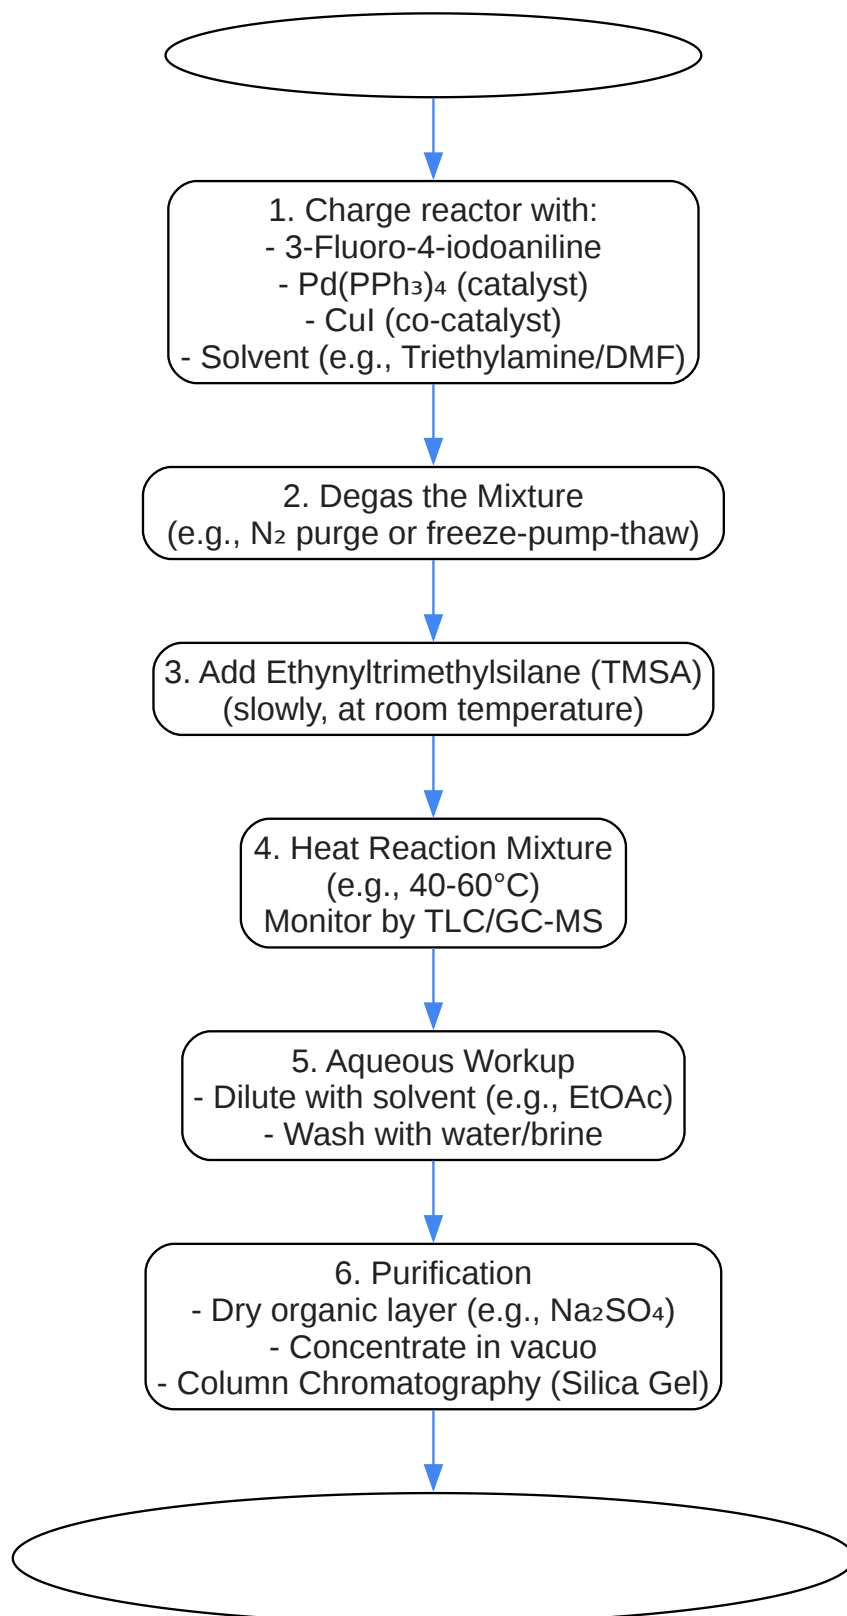 1. Charge reactor with:
- 3-Fluoro-4-iodoaniline
- Pd(PPh₃)₄ (catalyst)
- CuI (co-catalyst)
- Solvent (e.g., Triethylamine/DMF)
2. Degas the Mixture
(e.g., N₂ purge or freeze-pump-thaw)
3. Add Ethynyltrimethylsilane (TMSA)
(slowly, at room temperature)
4. Heat Reaction Mixture
(e.g., 40-60°C)
Monitor by TLC/GC-MS
5. Aqueous Workup
- Dilute with solvent (e.g., EtOAc)
- Wash with water/brine
6. Purification
- Dry organic layer (e.g., Na₂SO₄)
- Concentrate in vacuo
- Column Chromatography (Silica Gel)